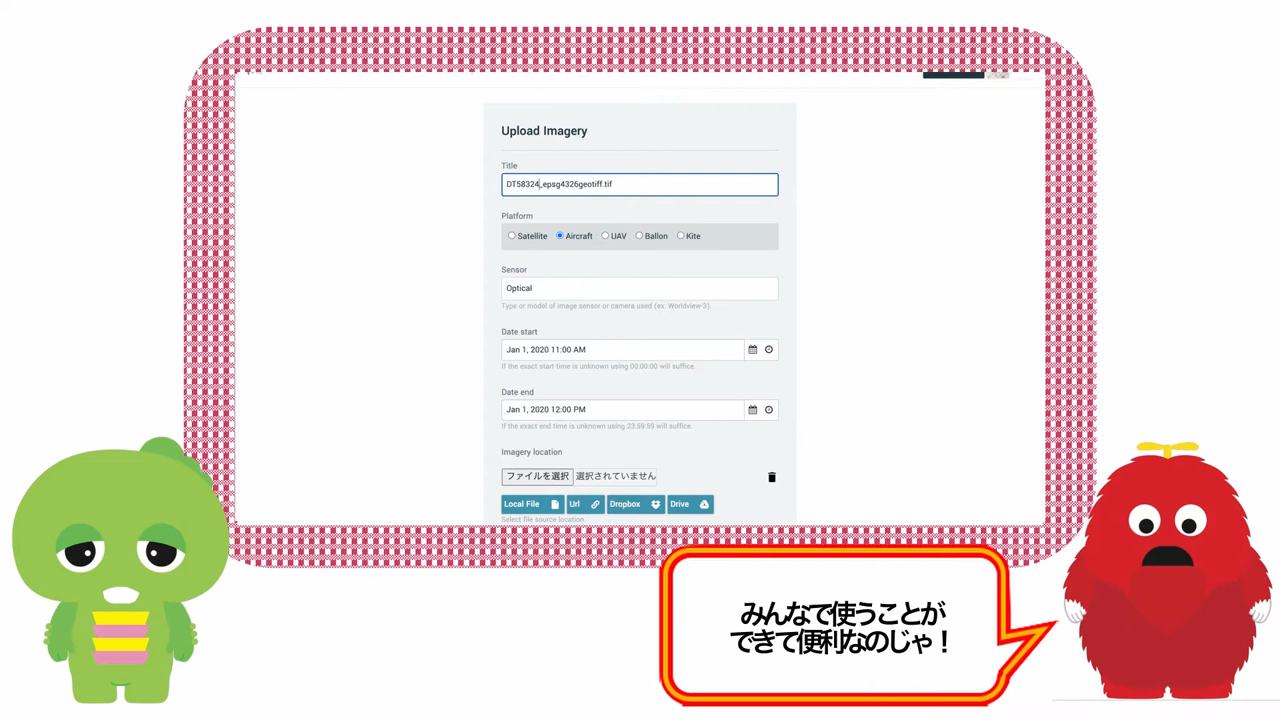 Upload Imagery
Title
DT58324_epsg4326geotiff.tif
Platform
Satellite Aircraft UAV Ballon Kite
Sensor
Optical
Type or model of image sensor or camera used (ex: Worldview-3).
Date start
Jan 1, 2020 11:00 AM
If the exact start time is unknown using 00:00:00 will suffice.
Date end
Jan 1, 2020 12:00 PM
If the exact end time is unknown using 23:59:59 will suffice.
Imagery location
ファイルを選択 選択されていません
Local File Url Dropbox Drive
Select file source location.
みんなで使うことが
できて便利なのじゃ！